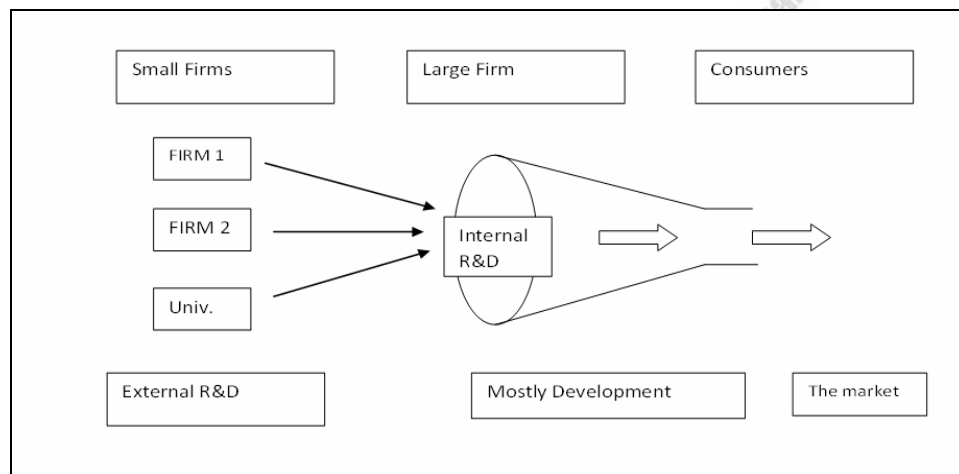 Small Firms
Large Firm
Consumers
FIRM 1
FIRM 2
Internal
R&D
Univ.
External R&D
Mostly Development
The market